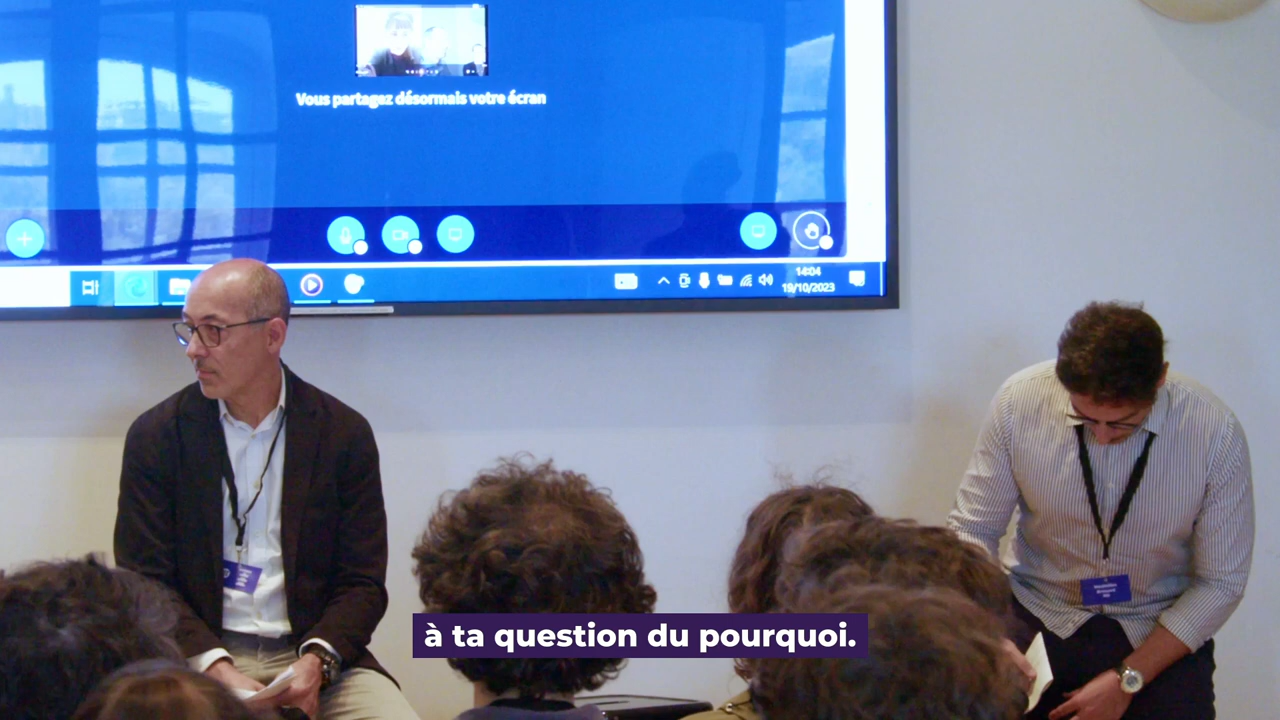 Vous partagez désormais votre écran
14:04
19/10/2023
à ta question du pourquoi.